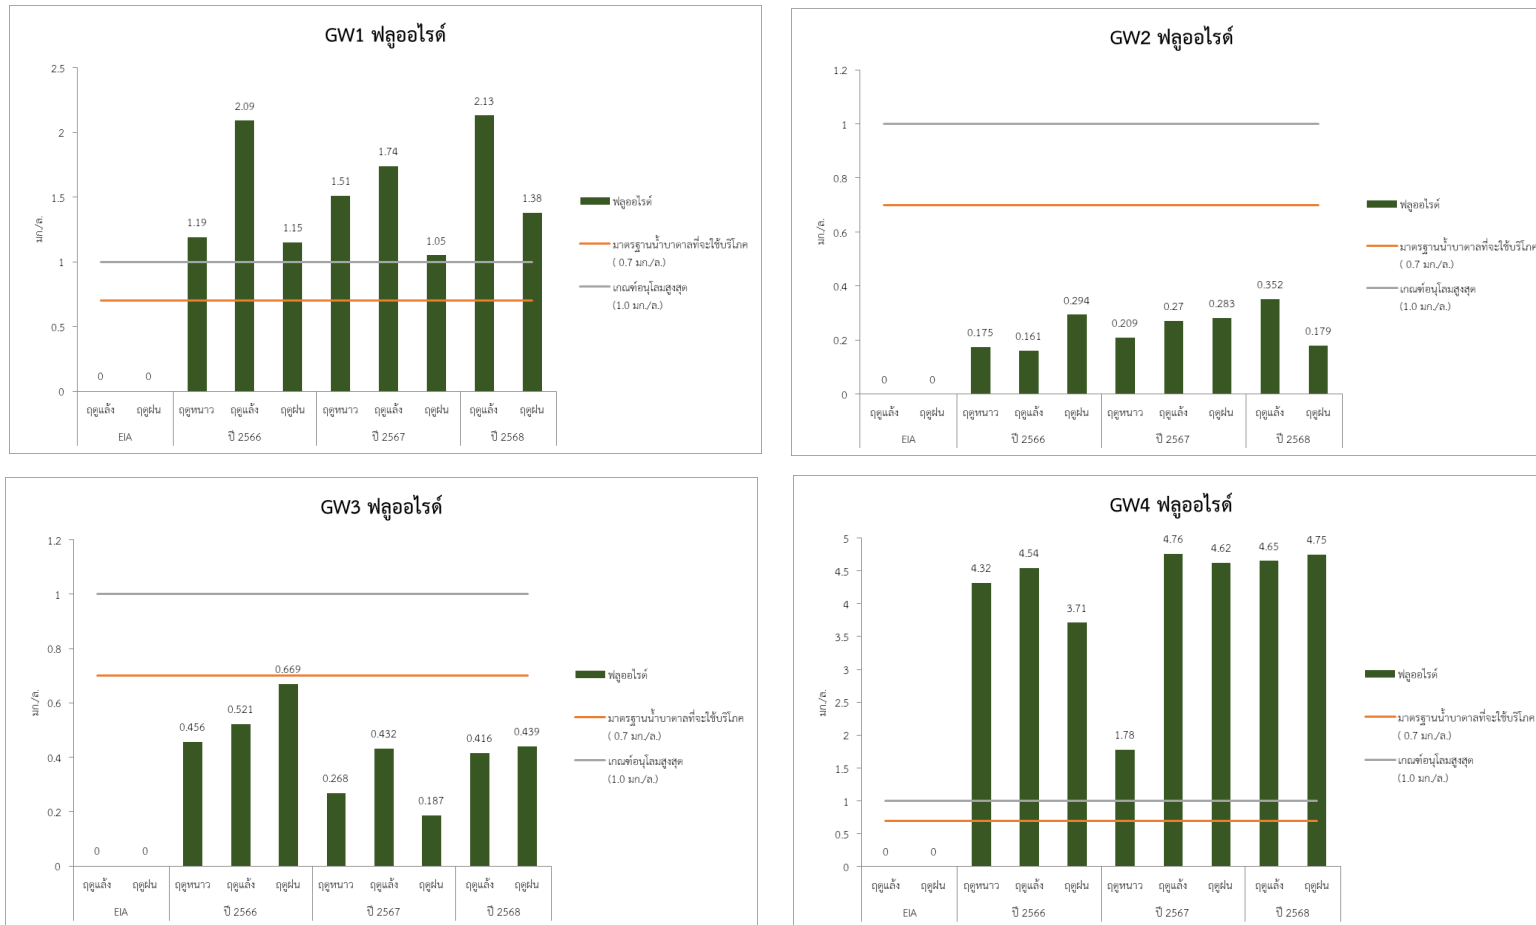 GW1 ฟลูออไรด์
มก./ล.
2.5
2
1.5
1
0.5
0
0
0
1.19
2.09
1.15
1.51
1.74
1.05
2.13
1.38
ฤดูแล้ง ฤดูฝน ฤดูหนาว ฤดูแล้ง ฤดูฝน ฤดูหนาว ฤดูแล้ง ฤดูฝน ฤดูแล้ง ฤดูฝน
EIA ปี 2566 ปี 2567 ปี 2568
ฟลูออไรด์
มาตรฐานน้ำบาดาลที่จะใช้บริโภค
( 0.7 มก./ล.)
เกณฑ์อนุโลมสูงสุด
(1.0 มก./ล.)
GW2 ฟลูออไรด์
มก./ล.
1.2
1
0.8
0.6
0.4
0.2
0
0
0
0.175
0.161
0.294
0.209
0.27
0.283
0.352
0.179
ฤดูแล้ง ฤดูฝน ฤดูหนาว ฤดูแล้ง ฤดูฝน ฤดูหนาว ฤดูแล้ง ฤดูฝน ฤดูแล้ง ฤดูฝน
EIA ปี 2566 ปี 2567 ปี 2568
ฟลูออไรด์
มาตรฐานน้ำบาดาลที่จะใช้บริโภค
( 0.7 มก./ล.)
เกณฑ์อนุโลมสูงสุด
(1.0 มก./ล.)
GW3 ฟลูออไรด์
มก./ล.
1.2
1
0.8
0.6
0.4
0.2
0
0
0
0.456
0.521
0.669
0.268
0.432
0.187
0.416
0.439
ฤดูแล้ง ฤดูฝน ฤดูหนาว ฤดูแล้ง ฤดูฝน ฤดูหนาว ฤดูแล้ง ฤดูฝน ฤดูแล้ง ฤดูฝน
EIA ปี 2566 ปี 2567 ปี 2568
ฟลูออไรด์
มาตรฐานน้ำบาดาลที่จะใช้บริโภค
( 0.7 มก./ล.)
เกณฑ์อนุโลมสูงสุด
(1.0 มก./ล.)
GW4 ฟลูออไรด์
มก./ล.
5
4.5
4
3.5
3
2.5
2
1.5
1
0.5
0
0
0
4.32
4.54
3.71
1.78
4.76
4.62
4.65
4.75
ฤดูแล้ง ฤดูฝน ฤดูหนาว ฤดูแล้ง ฤดูฝน ฤดูหนาว ฤดูแล้ง ฤดูฝน ฤดูแล้ง ฤดูฝน
EIA ปี 2566 ปี 2567 ปี 2568
ฟลูออไรด์
มาตรฐานน้ำบาดาลที่จะใช้บริโภค
( 0.7 มก./ล.)
เกณฑ์อนุโลมสูงสุด
(1.0 มก./ล.)